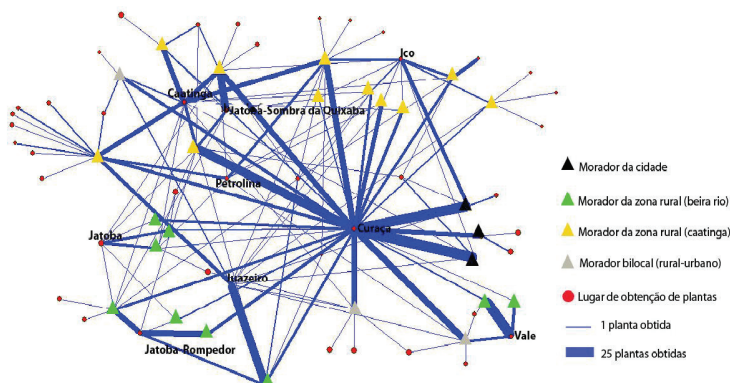 Ico
Caatinga
Jatoba-Sombra da Quixaba
Petrolina
Curaça
Jatoba
Juazeiro
Jatoba-Rompedor
Vale
Morador da cidade
Morador da zona rural (beira rio)
Morador da zona rural (caatinga)
Morador bilocal (rural-urbano)
Lugar de obtenção de plantas
1 planta obtida
25 plantas obtidas